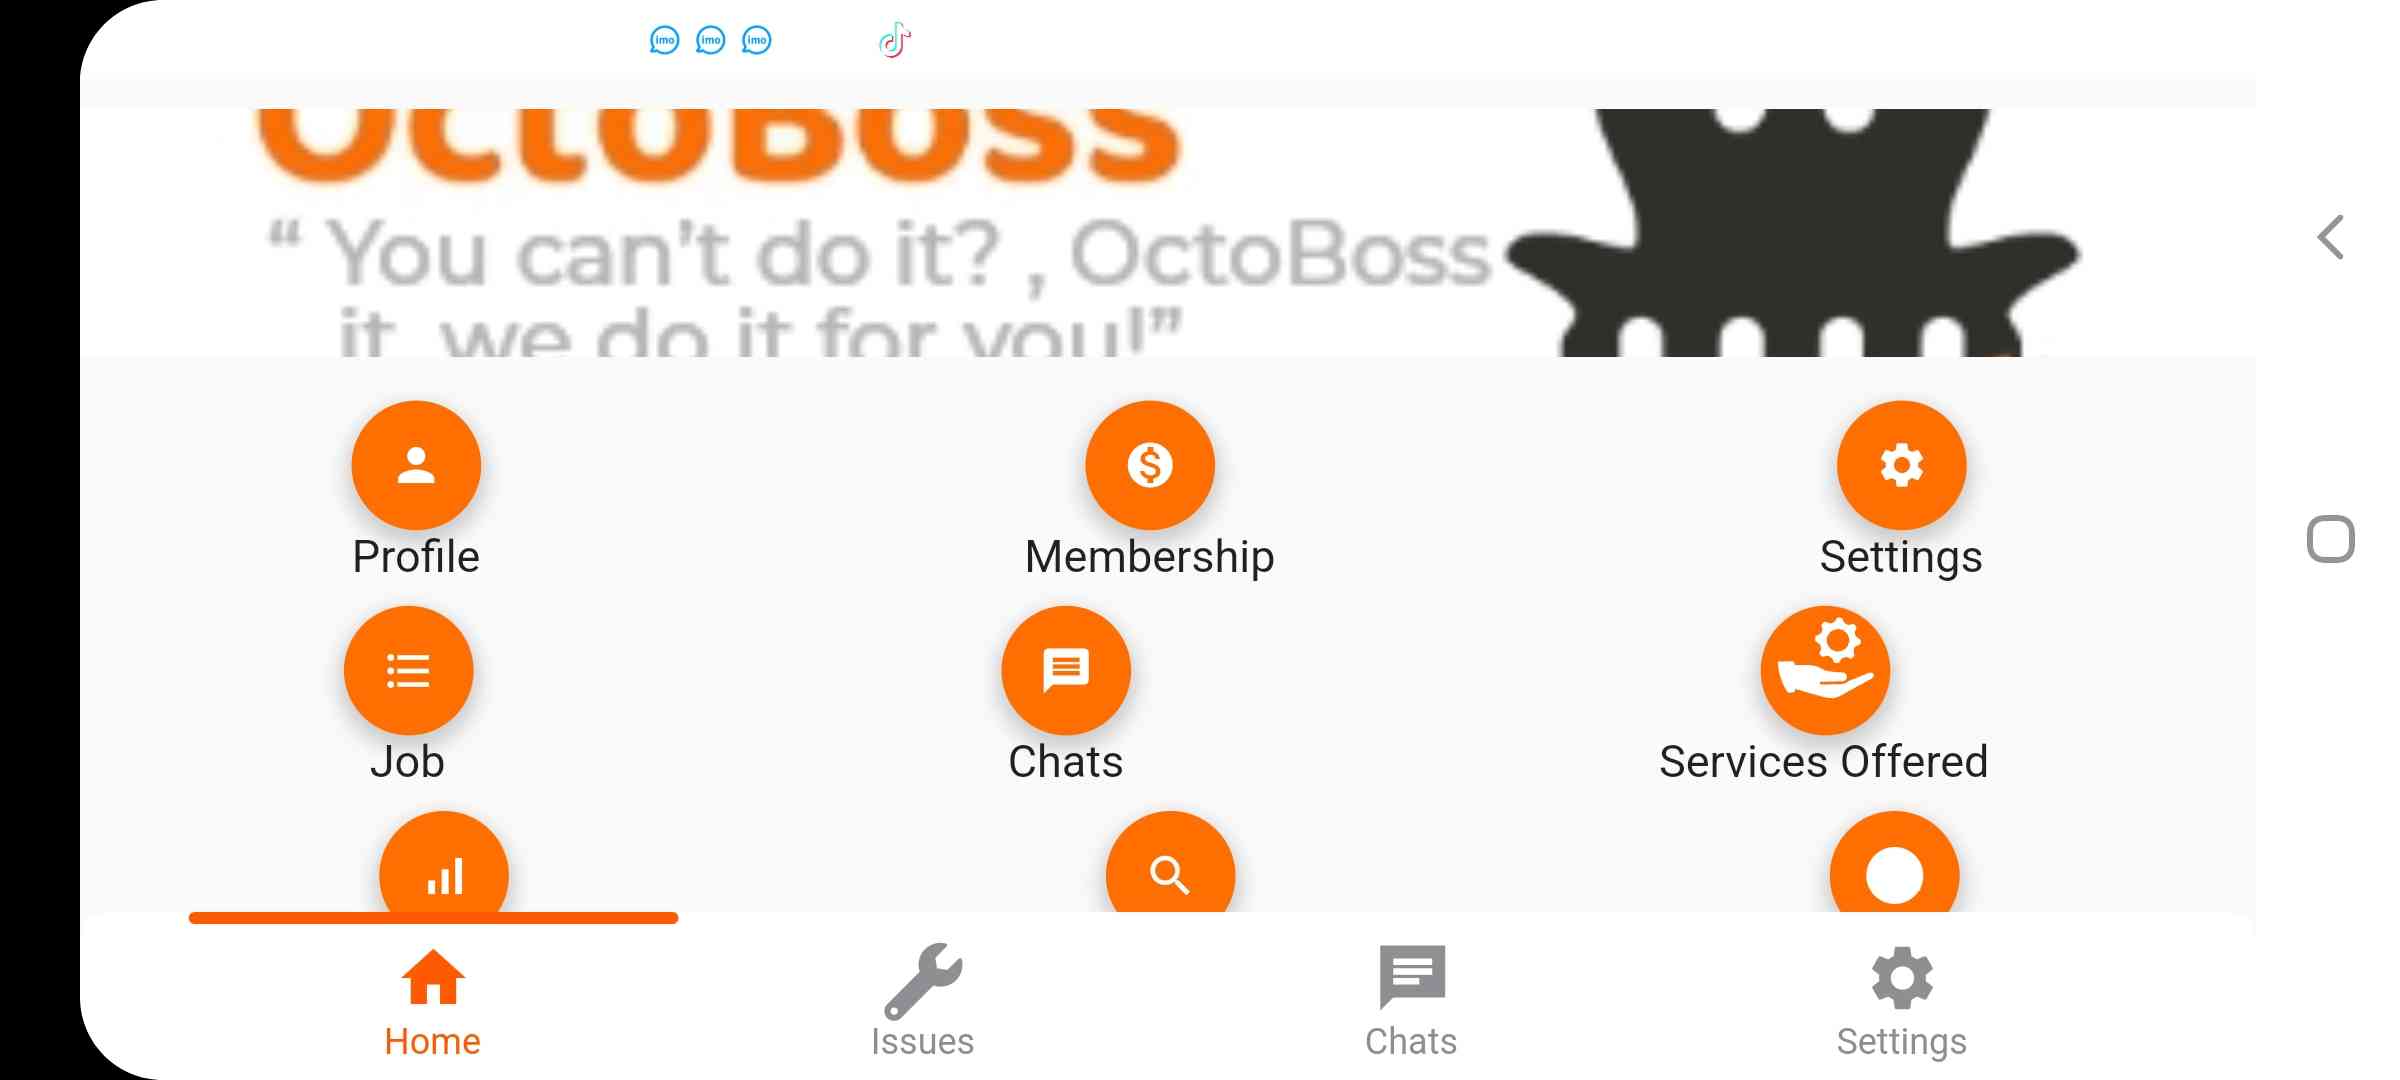 imo imo imo
OctoBoss
“ You can't do it? , OctoBoss
it, we do it for you!”
Profile
Membership
Settings
Job
Chats
Services Offered
Home
Issues
Chats
Settings